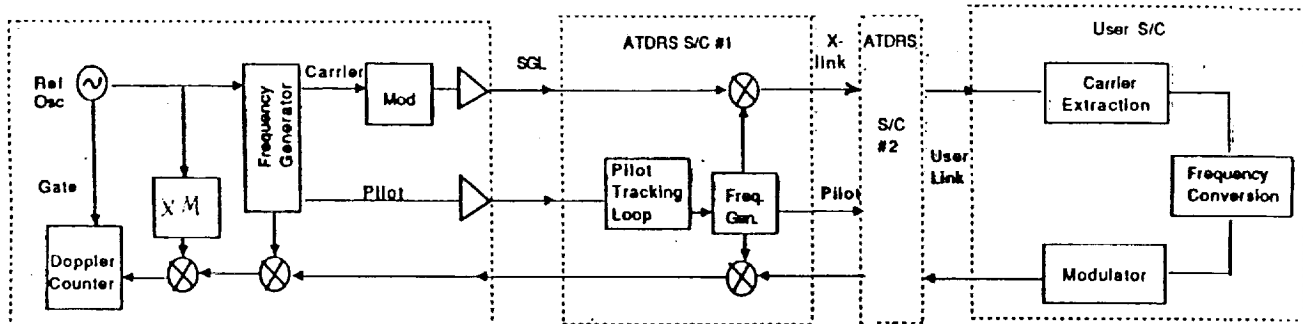 Ref
Osc
Gate
X M
Doppler
Counter
Frequency
Generator
Carrier
Mod
Pilot
SGL
ATDRS S/C #1
Pilot
Tracking
Loop
Freq.
Gen.
X-
link
Pilot
ATDRS
S/C
#2
User
Link
User S/C
Carrier
Extraction
Frequency
Conversion
Modulator